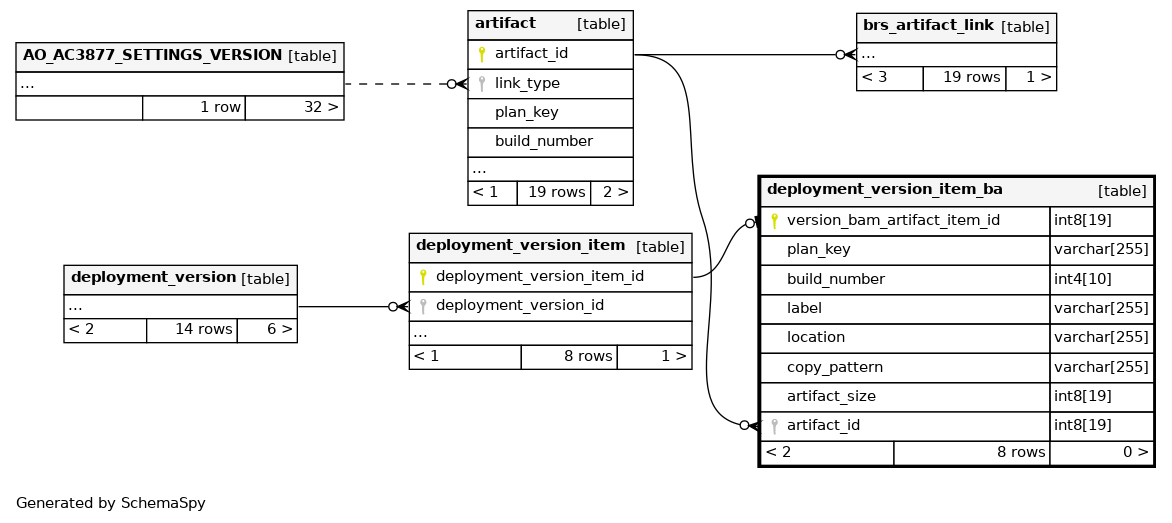 AO_AC3877_SETTINGS_VERSION [table]
...
1 row 32 >
artifact [table]
artifact_id
link_type
plan_key
build_number
...
< 1 19 rows 2 >
brs_artifact_link [table]
...
< 3 19 rows 1 >
deployment_version [table]
...
< 2 14 rows 6 >
deployment_version_item [table]
deployment_version_item_id
deployment_version_id
...
< 1 8 rows 1 >
deployment_version_item_ba [table]
version_bam_artifact_item_id int8[19]
plan_key varchar[255]
build_number int4[10]
label varchar[255]
location varchar[255]
copy_pattern varchar[255]
artifact_size int8[19]
artifact_id int8[19]
< 2 8 rows 0 >
Generated by SchemaSpy